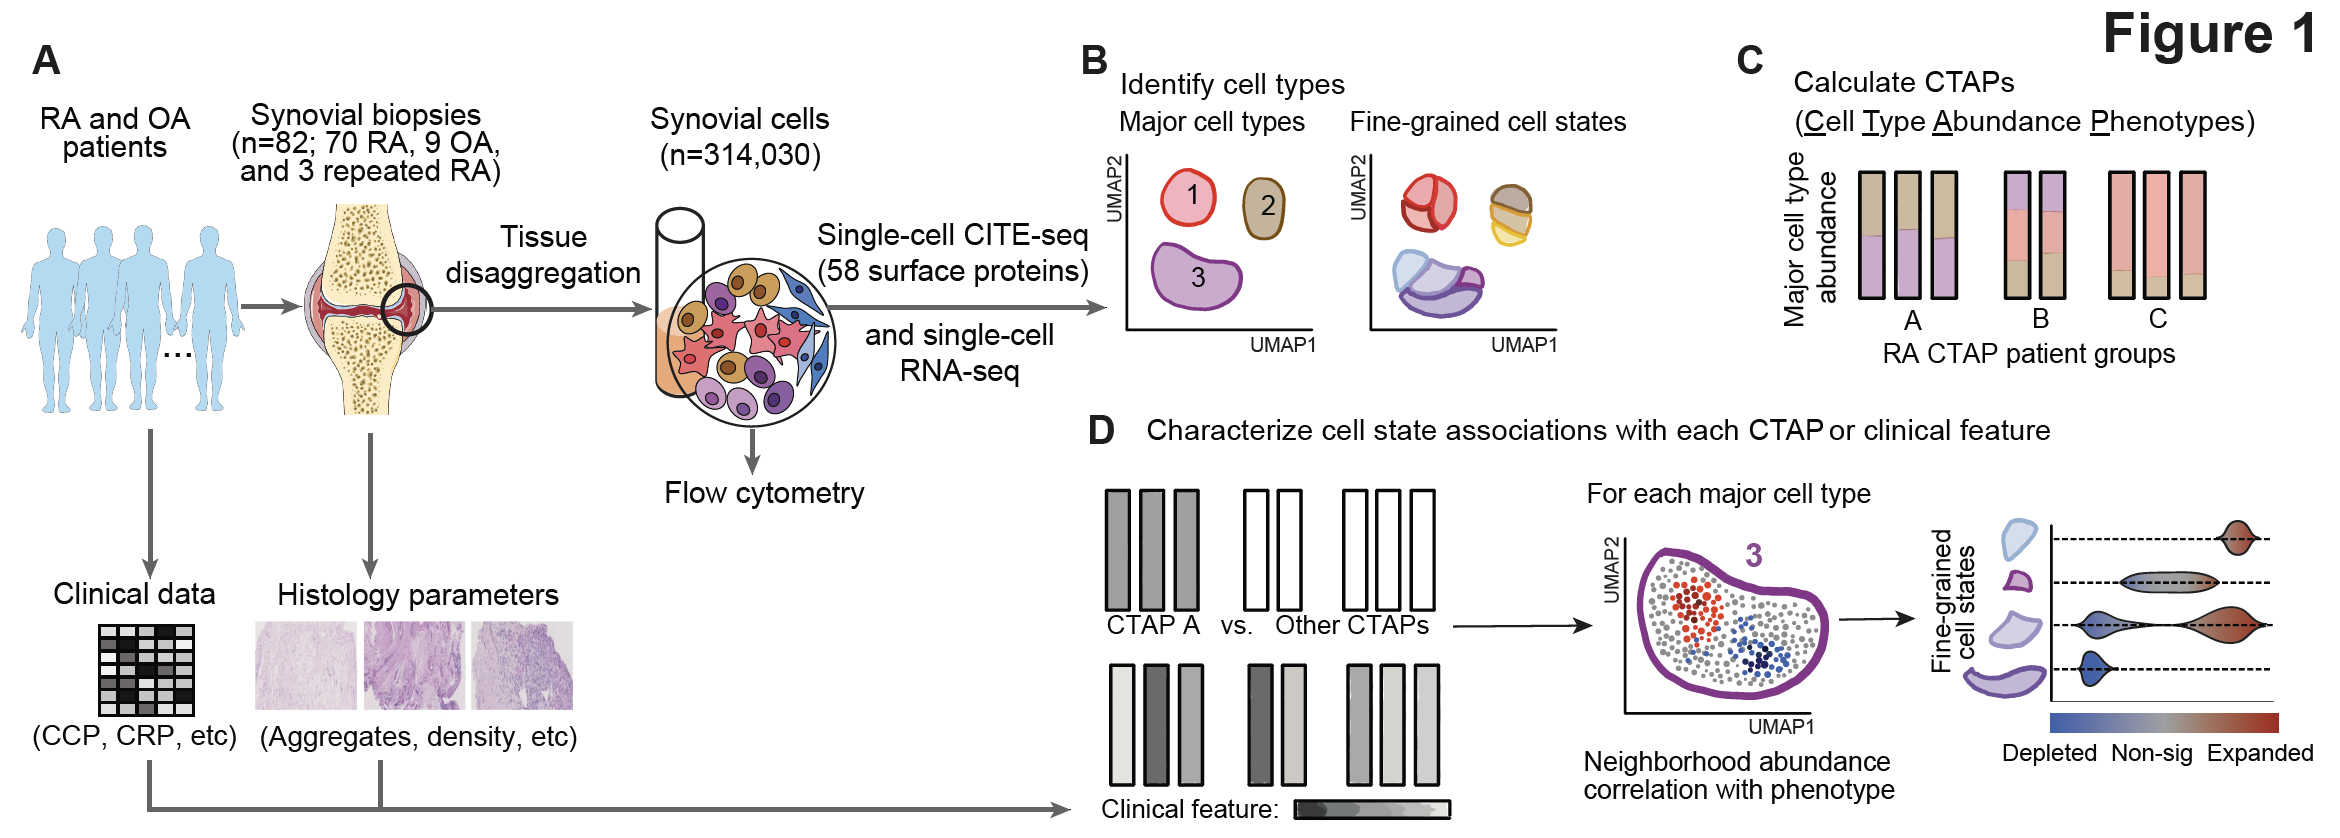 Figure 1
A
RA and OA
patients
Synovial biopsies
(n=82; 70 RA, 9 OA,
and 3 repeated RA)
Tissue
disaggregation
Synovial cells
(n=314,030)
Single-cell CITE-seq
(58 surface proteins)
and single-cell
RNA-seq
Flow cytometry
...
Clinical data
(CCP, CRP, etc)
Histology parameters
(Aggregates, density, etc)
B
Identify cell types
Major cell types
UMAP2
1
2
3
UMAP1
Fine-grained cell states
UMAP2
UMAP1
C
Calculate CTAPs
(Cell Type Abundance Phenotypes)
Major cell type
abundance
A
B
C
RA CTAP patient groups
D
Characterize cell state associations with each CTAP or clinical feature
CTAP A vs. Other CTAPs
Clinical feature:
For each major cell type
UMAP2
3
UMAP1
Neighborhood abundance
correlation with phenotype
Fine-grained
cell states
Depleted Non-sig Expanded